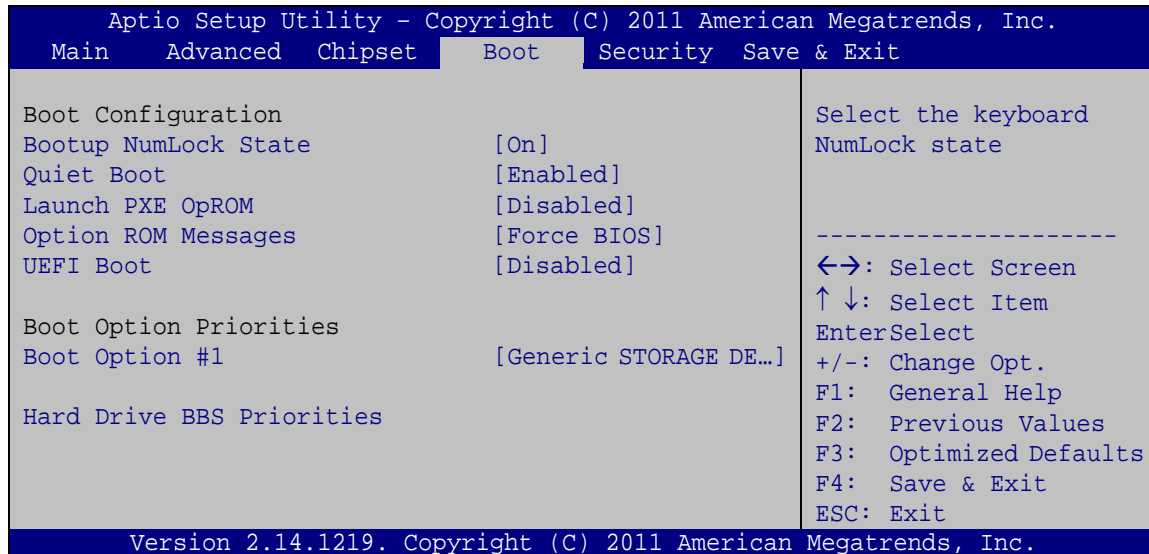 Aptio Setup Utility – Copyright (C) 2011 American Megatrends, Inc.
Main Advanced Chipset Boot Security Save & Exit
Boot Configuration
Bootup NumLock State [On]
Quiet Boot [Enabled]
Launch PXE OpROM [Disabled]
Option ROM Messages [Force BIOS]
UEFI Boot [Disabled]
Boot Option Priorities
Boot Option #1 [Generic STORAGE DE…]
Hard Drive BBS Priorities
Select the keyboard
NumLock state
---------------------
←→: Select Screen
↑ ↓: Select Item
EnterSelect
+/-: Change Opt.
F1: General Help
F2: Previous Values
F3: Optimized Defaults
F4: Save & Exit
ESC: Exit
Version 2.14.1219. Copyright (C) 2011 American Megatrends, Inc.